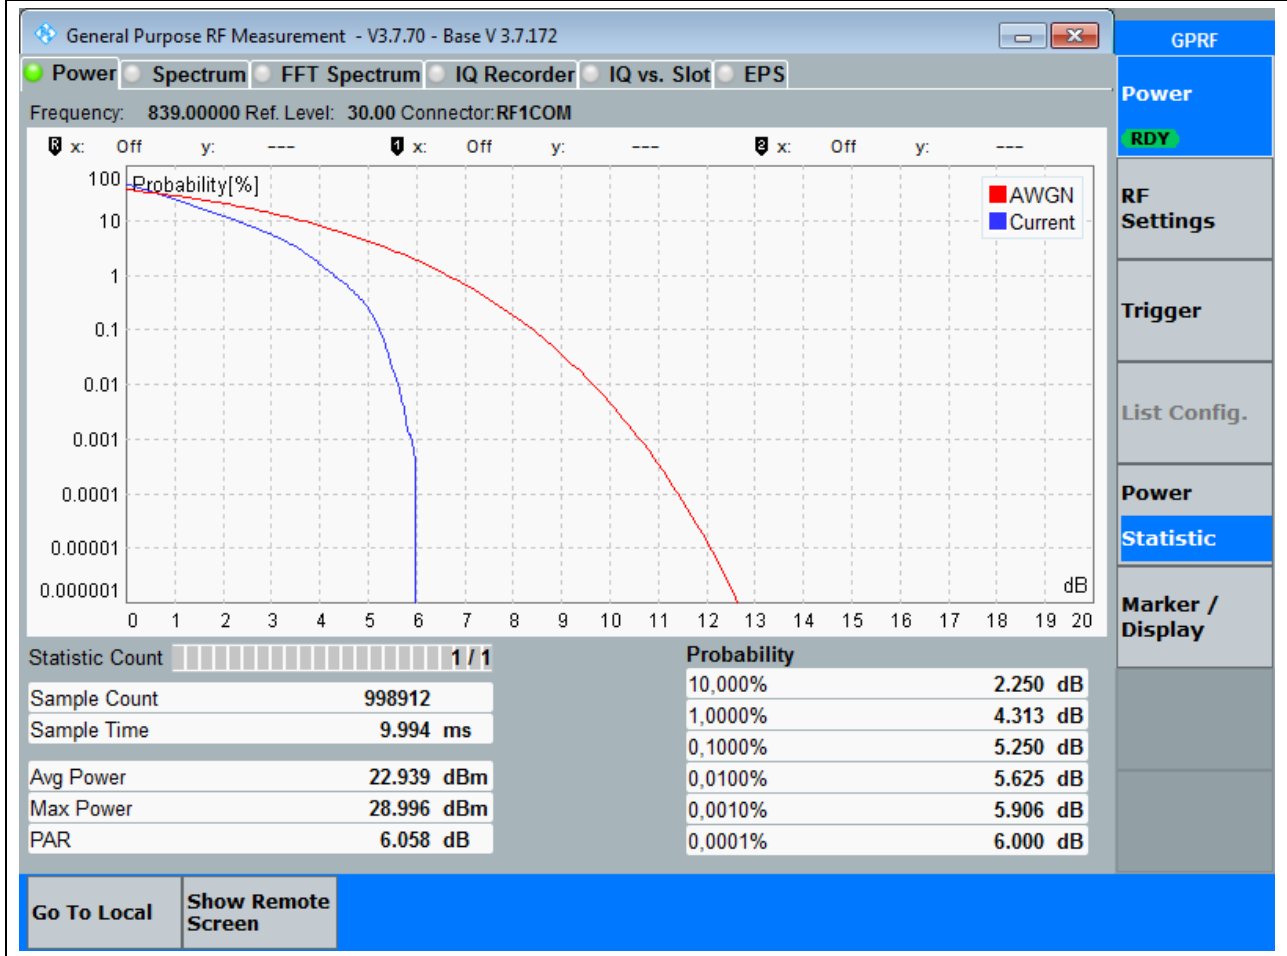 General Purpose RF Measurement - V3.7.70 - Base V 3.7.172
GPRF
Power Spectrum FFT Spectrum IQ Recorder IQ vs. Slot EPS
Frequency: 839.00000 Ref. Level: 30.00 Connector:RF1COM
R x: Off y: --- 1 x: Off y: --- 2 x: Off y: ---
Probability[%]
AWGN
Current
100
10
1
0.1
0.01
0.001
0.0001
0.00001
0.000001
dB
0 1 2 3 4 5 6 7 8 9 10 11 12 13 14 15 16 17 18 19 20
Statistic Count 1 / 1
Sample Count 998912
Sample Time 9.994 ms
Avg Power 22.939 dBm
Max Power 28.996 dBm
PAR 6.058 dB
Probability
10,000% 2.250 dB
1,0000% 4.313 dB
0,1000% 5.250 dB
0,0100% 5.625 dB
0,0010% 5.906 dB
0,0001% 6.000 dB
Power
RDY
RF
Settings
Trigger
List Config.
Power
Statistic
Marker /
Display
Go To Local
Show Remote
Screen